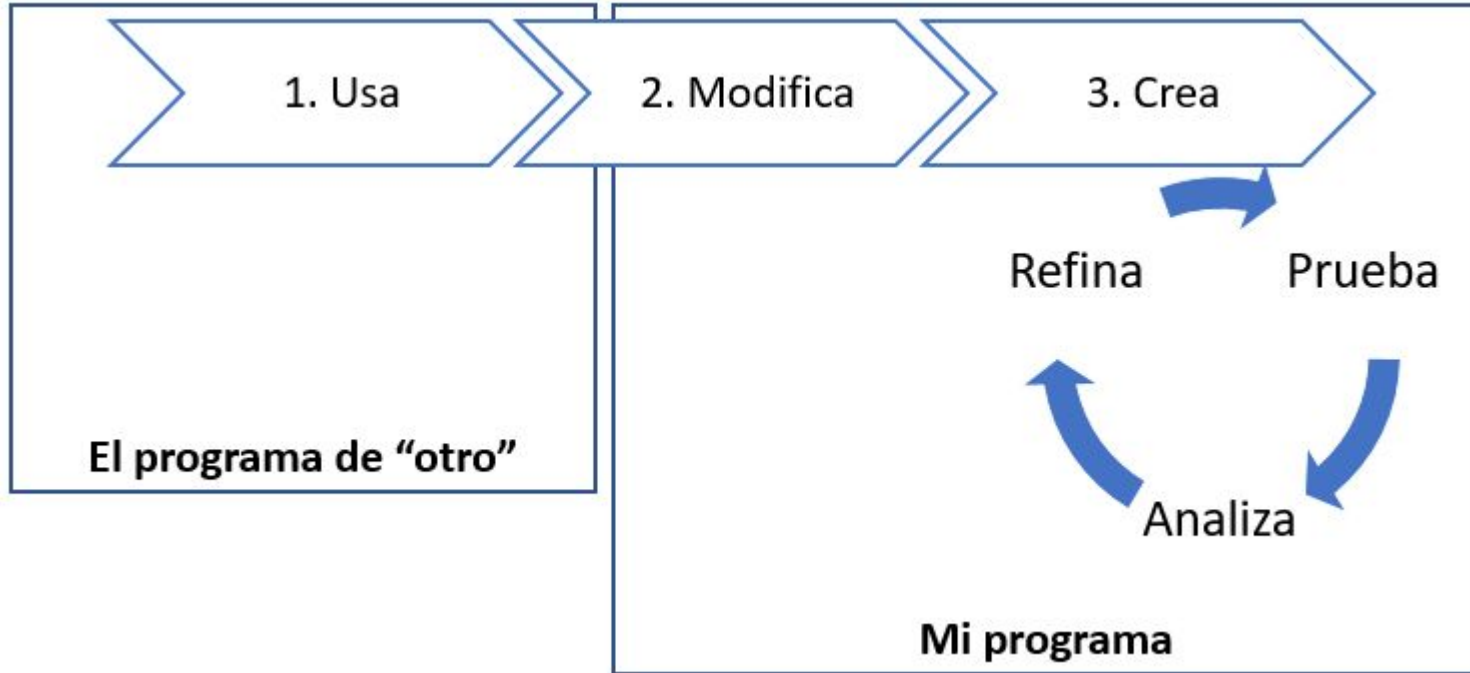 1. Usa
2. Modifica
3. Crea
Refina
Prueba
Analiza
El programa de “otro”
Mi programa